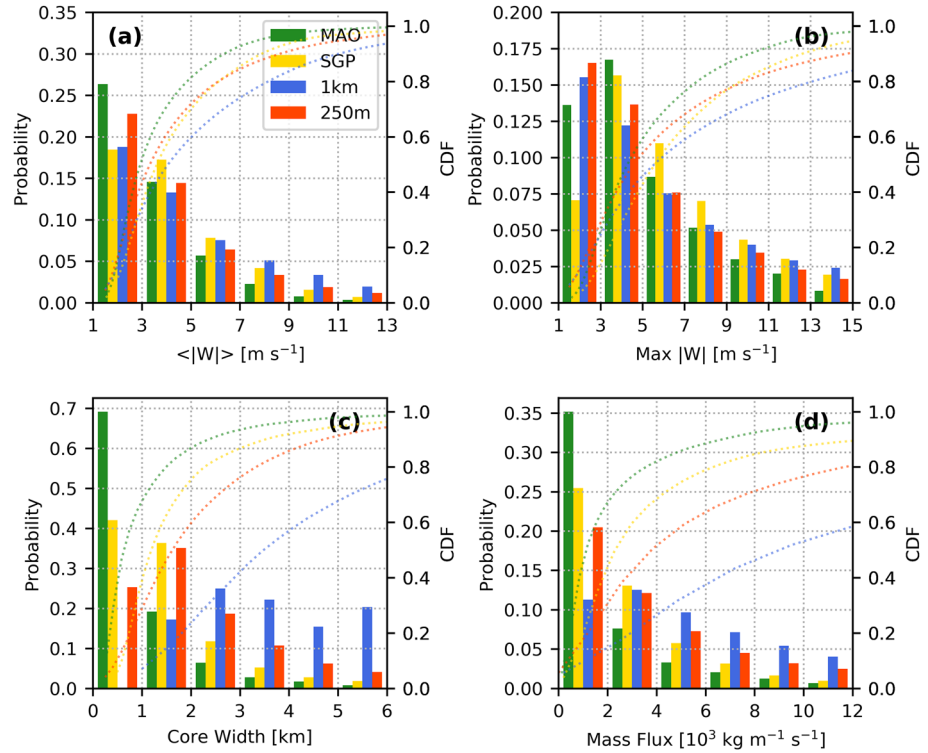 (a)
MAO
SGP
1km
250m
0.35
0.30
0.25
0.20
0.15
0.10
0.05
0.00
Probability
1.0
0.8
0.6
0.4
0.2
0.0
CDF
1 3 5 7 9 11 13
<|W|> [m s⁻¹]
(b)
0.200
0.175
0.150
0.125
0.100
0.075
0.050
0.025
0.000
Probability
1.0
0.8
0.6
0.4
0.2
0.0
CDF
1 3 5 7 9 11 13 15
Max |W| [m s⁻¹]
(c)
0.7
0.6
0.5
0.4
0.3
0.2
0.1
0.0
Probability
1.0
0.8
0.6
0.4
0.2
0.0
CDF
0 1 2 3 4 5 6
Core Width [km]
(d)
0.35
0.30
0.25
0.20
0.15
0.10
0.05
0.00
Probability
1.0
0.8
0.6
0.4
0.2
0.0
CDF
0 2 4 6 8 10 12
Mass Flux [10³ kg m⁻¹ s⁻¹]